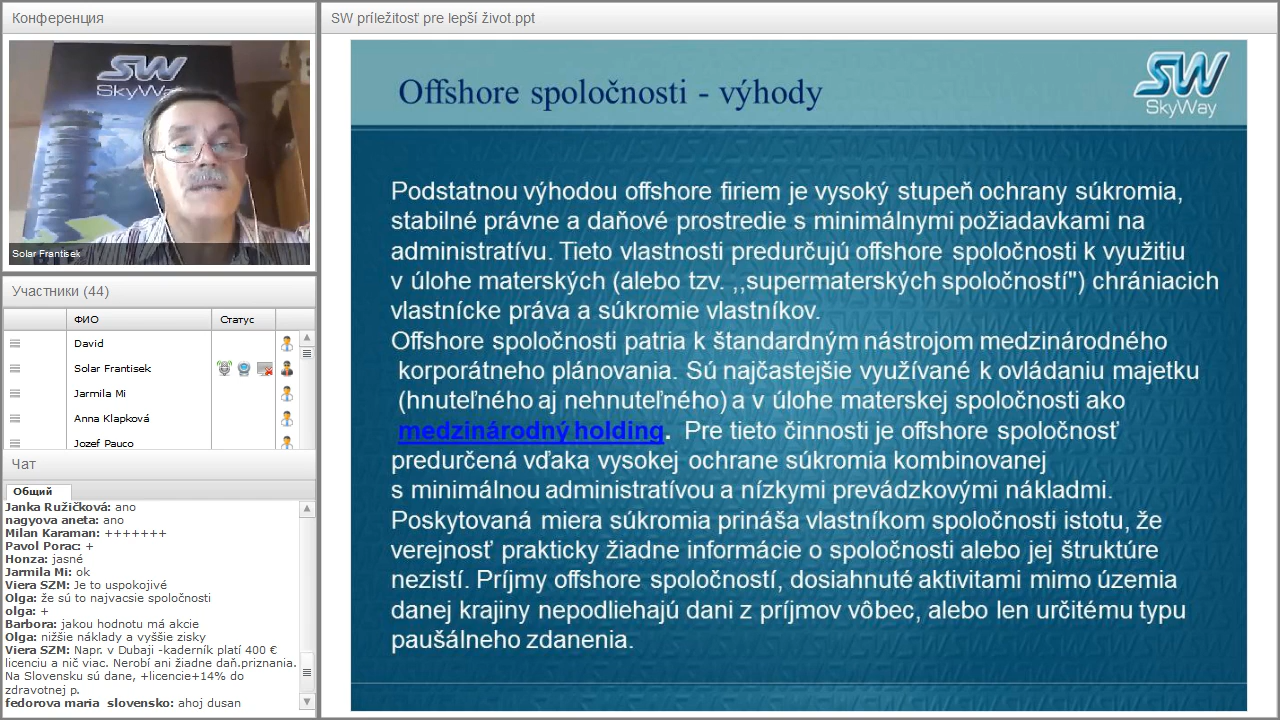 Конференция
SW
SkyWay
Solar Frantisek
Участники (44)
ФИО
Статус
David
Solar Frantisek
Jarmila Mi
Anna Klapková
Jozef Pauco
Чат
Общий
Janka Ružičková: ano
nagyova aneta: ano
Milan Karaman: +++++++
Pavol Porac: +
Honza: jasné
Jarmila Mi: ok
Viera SZM: Je to uspokojivé
Olga: že sú to najvacsie spoločnosti
olga: +
Barbora: jakou hodnotu má akcie
Olga: nižšie náklady a vyššie zisky
Viera SZM: Napr. v Dubaji -kaderník platí 400 €
licenciu a nič viac. Nerobí ani žiadne daň.priznania.
Na Slovensku sú dane, +licencie+14% do
zdravotnej p.
fedorova maria slovensko: ahoj dusan
SW príležitosť pre lepší život.ppt
Offshore spoločnosti - výhody
SW
SkyWay
Podstatnou výhodou offshore firiem je vysoký stupeň ochrany súkromia,
stabilné právne a daňové prostredie s minimálnymi požiadavkami na
administratívu. Tieto vlastnosti predurčujú offshore spoločnosti k využitiu
v úlohe materských (alebo tzv. ,,supermaterských spoločností") chrániacich
vlastnícke práva a súkromie vlastníkov.
Offshore spoločnosti patria k štandardným nástrojom medzinárodného
korporátneho plánovania. Sú najčastejšie využívané k ovládaniu majetku
(hnuteľného aj nehnuteľného) a v úlohe materskej spoločnosti ako
medzinárodný holding. Pre tieto činnosti je offshore spoločnosť
predurčená vďaka vysokej ochrane súkromia kombinovanej
s minimálnou administratívou a nízkymi prevádzkovými nákladmi.
Poskytovaná miera súkromia prináša vlastníkom spoločnosti istotu, že
verejnosť prakticky žiadne informácie o spoločnosti alebo jej štruktúre
nezistí. Príjmy offshore spoločností, dosiahnuté aktivitami mimo územia
danej krajiny nepodliehajú dani z príjmov vôbec, alebo len určitému typu
paušálneho zdanenia.